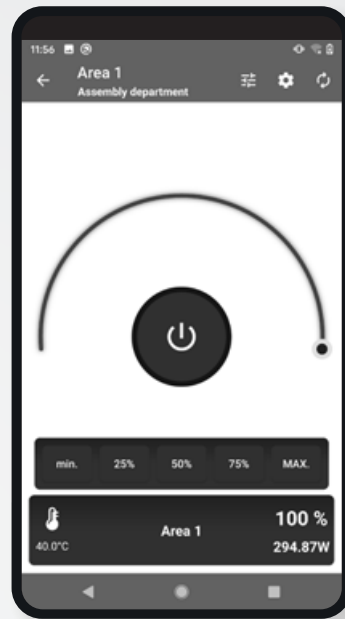 11:56
Area 1
Assembly department
min. 25% 50% 75% MAX.
40.0°C
Area 1
100 %
294.87W